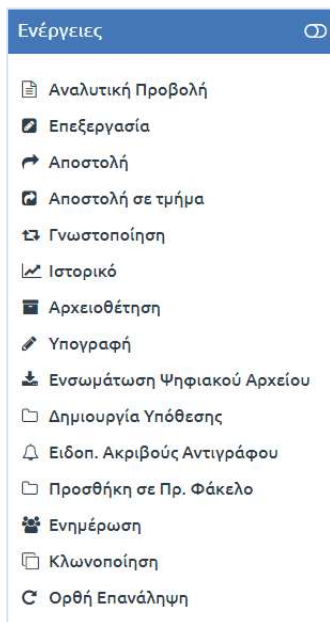 Ενέργειες
Αναλυτική Προβολή
Επεξεργασία
Αποστολή
Αποστολή σε τμήμα
Γνωστοποίηση
Ιστορικό
Αρχειοθέτηση
Υπογραφή
Ενσωμάτωση Ψηφιακού Αρχείου
Δημιουργία Υπόθεσης
Ειδοπ. Ακριβούς Αντιγράφου
Προσθήκη σε Πρ. Φάκελο
Ενημέρωση
Κλωνοποίηση
Ορθή Επανάληψη